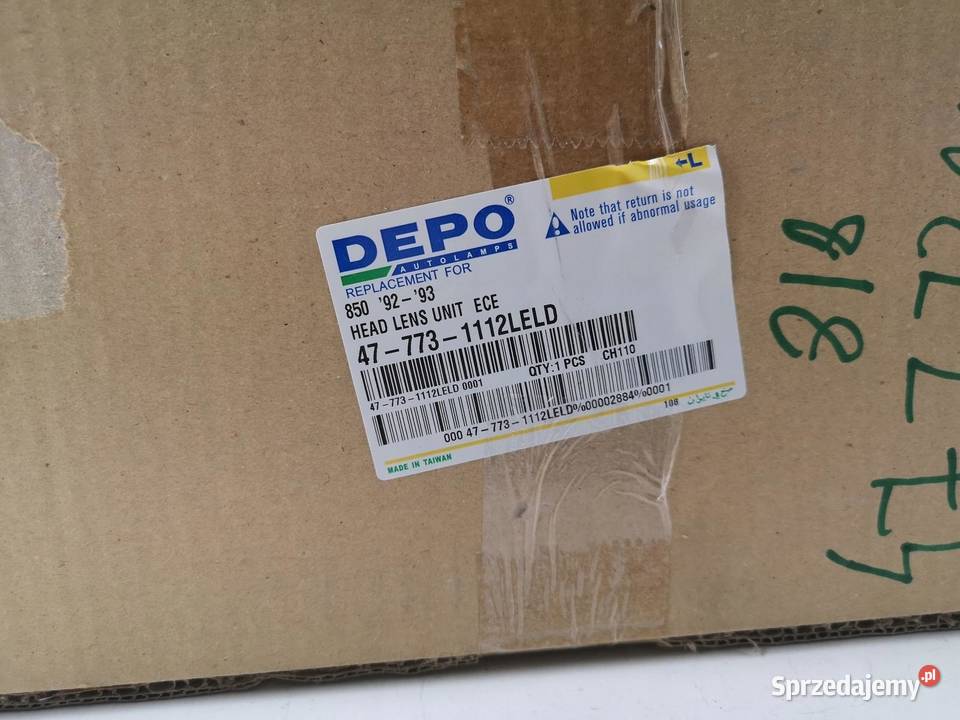 ←L
DEPO®
AUTOLAMPS
Note that return is not
allowed if abnormal usage
REPLACEMENT FOR
850 '92-'93
HEAD LENS UNIT ECE
47-773-1112LELD
QTY:1 PCS CH110
47-773-1112LELD 0001
000 47-773-1112LELD%00002884%0001
108
MADE IN TAIWAN
818
Sprzedajemy.pl